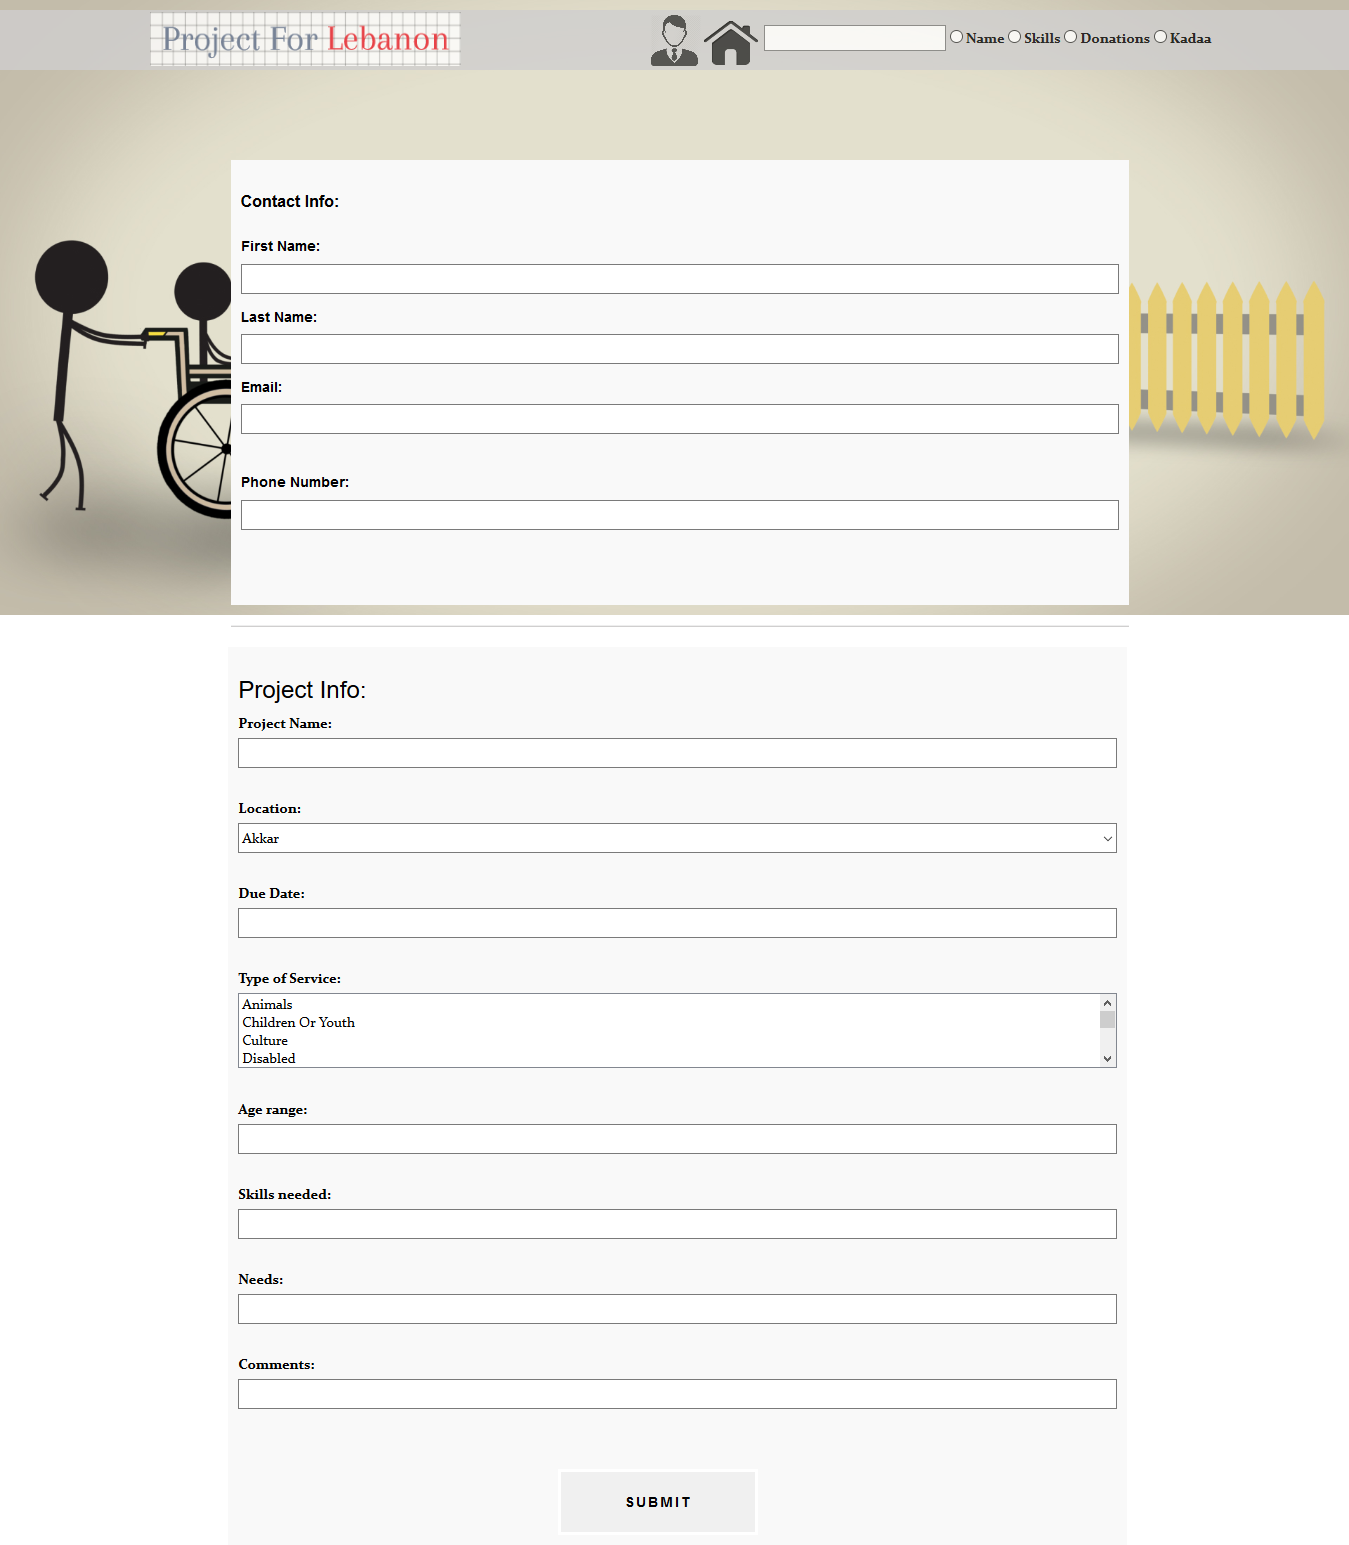 Project For Lebanon
Name Skills Donations Kadaa
Contact Info:
First Name:
Last Name:
Email:
Phone Number:
Project Info:
Project Name:
Location:
Akkar
Due Date:
Type of Service:
Animals
Children Or Youth
Culture
Disabled
Age range:
Skills needed:
Needs:
Comments:
SUBMIT